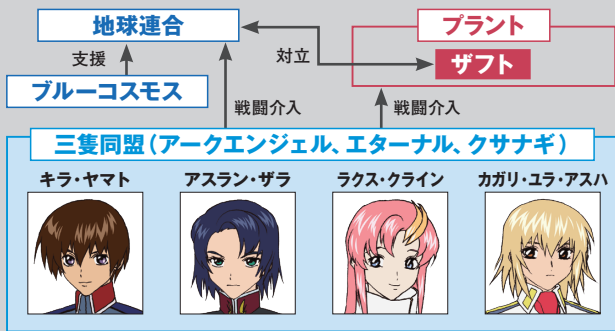 地球連合
プラント
支援
対立
ザフト
ブルーコスモス
戦闘介入
戦闘介入
三隻同盟(アークエンジェル、エターナル、クサナギ)
キラ・ヤマト
アスラン・ザラ
ラクス・クライン
カガリ・ユラ・アスハ